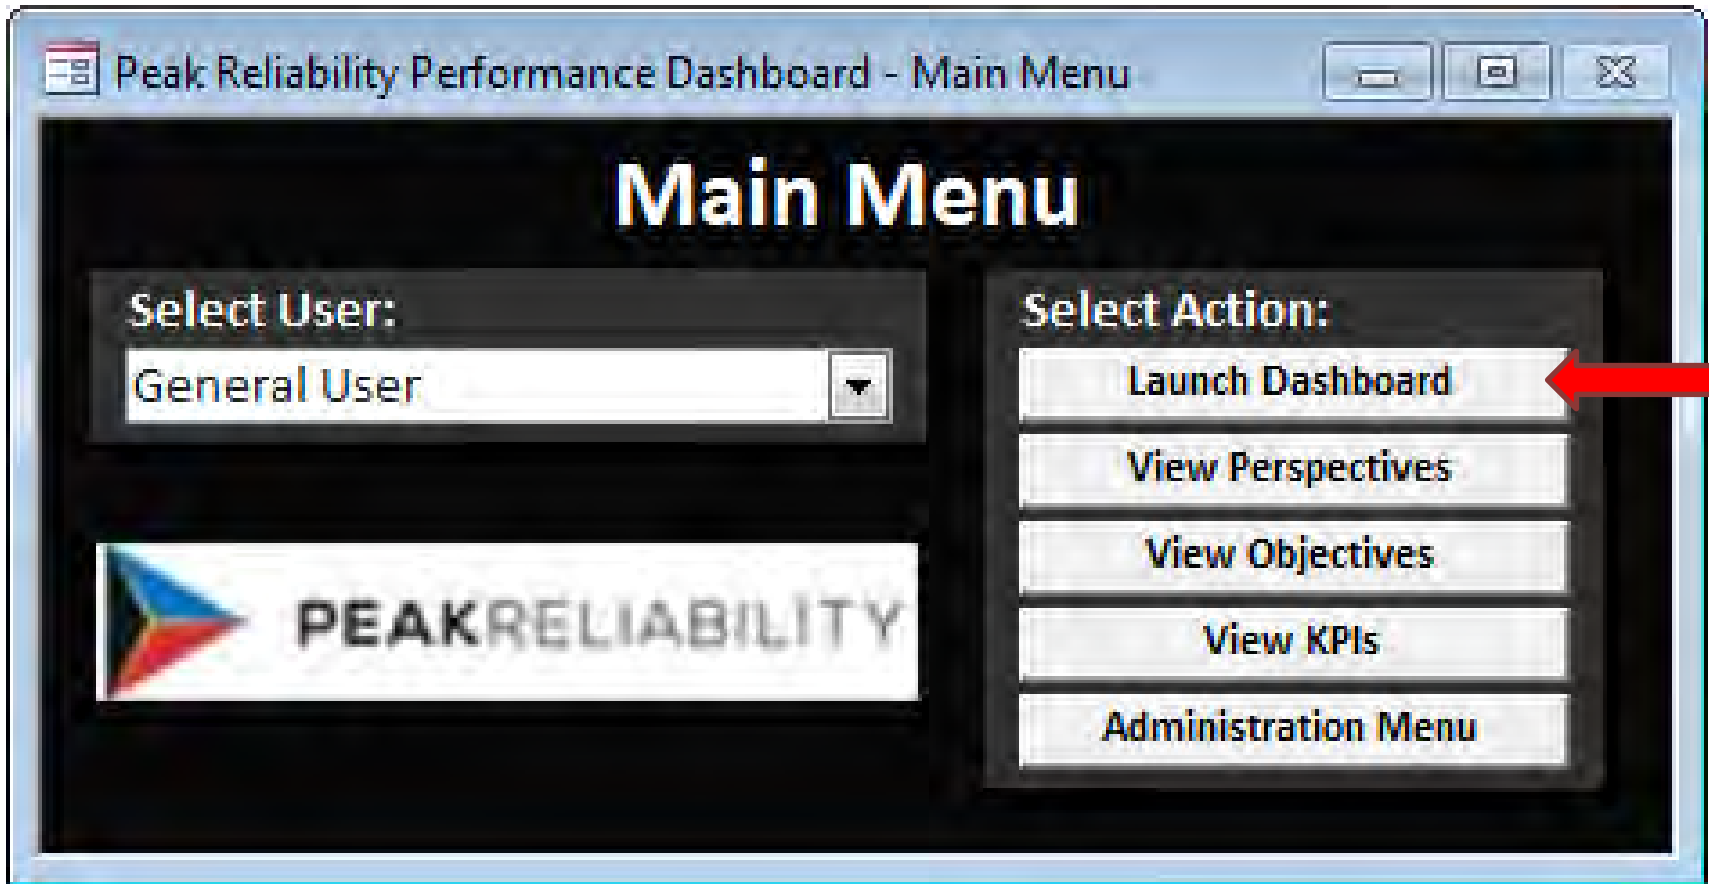 Peak Reliability Performance Dashboard - Main Menu
Main Menu
Select User:
General User
PEAKRELIABILITY
Select Action:
Launch Dashboard
View Perspectives
View Objectives
View KPIs
Administration Menu